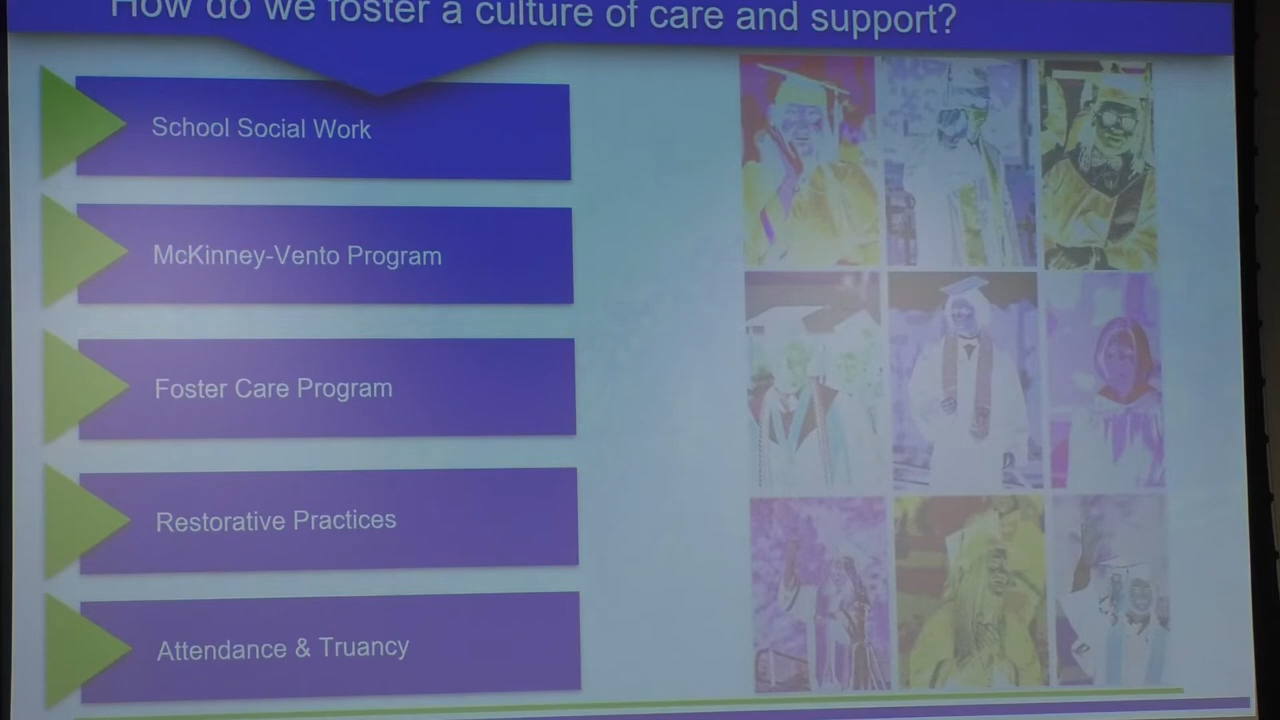 How do we foster a culture of care and support?
School Social Work
McKinney-Vento Program
Foster Care Program
Restorative Practices
Attendance & Truancy